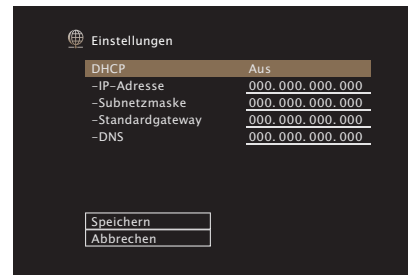 Einstellungen
DHCP Aus
–IP–Adresse 000. 000. 000. 000
–Subnetzmaske 000. 000. 000. 000
–Standardgateway 000. 000. 000. 000
–DNS 000. 000. 000. 000
Speichern
Abbrechen